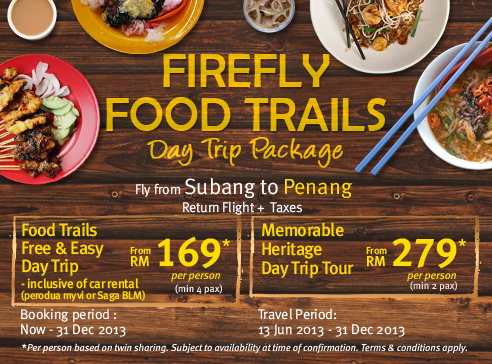 FIREFLY
FOOD TRAILS
Day Trip Package
Fly from Subang to Penang
Return Flight + Taxes
Food Trails
Free & Easy
Day Trip
- inclusive of car rental
(perodua myvi or Saga BLM)
From
RM 169*
per person
(min 4 pax)
Memorable
Heritage
Day Trip Tour
From
RM 279*
per person
(min 2 pax)
Booking period :
Now - 31 Dec 2013
Travel Period:
13 Jun 2013 - 31 Dec 2013
*Per person based on twin sharing. Subject to availability at time of confirmation. Terms & conditions apply.